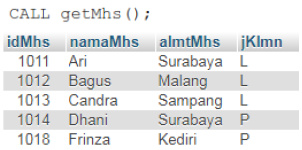 CALL getMhs();
idMhs namaMhs almtMhs jKlmn
1011 Ari Surabaya L
1012 Bagus Malang L
1013 Candra Sampang L
1014 Dhani Surabaya P
1018 Frinza Kediri P